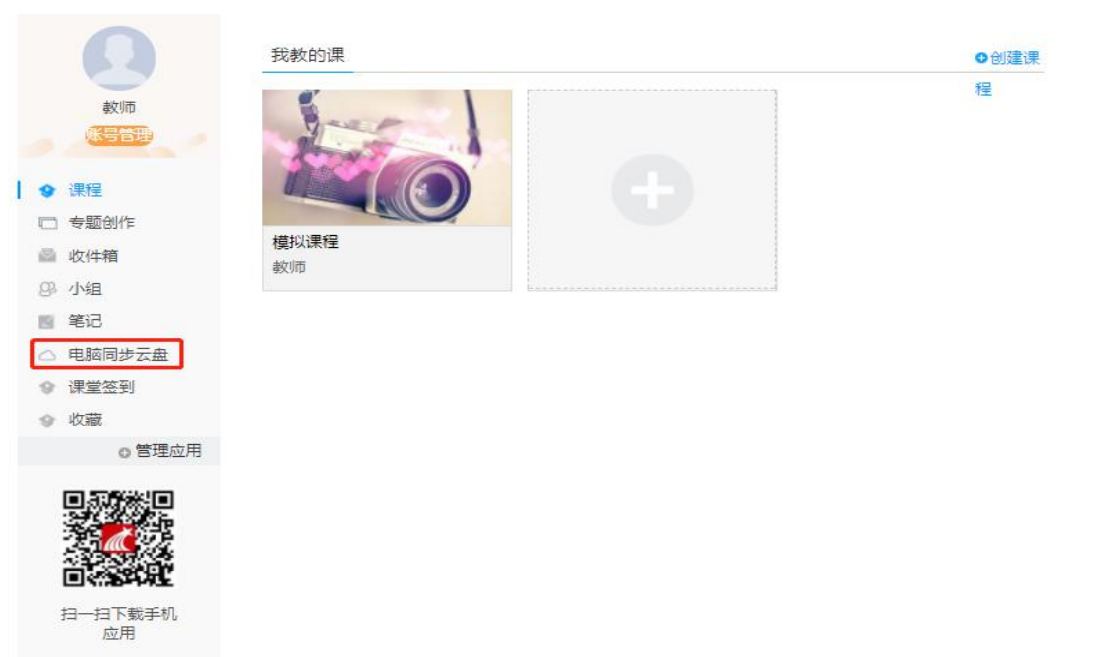 教师
账号管理
课程
专题创作
收件箱
小组
笔记
电脑同步云盘
课堂签到
收藏
管理应用
扫一扫下载手机
应用
我教的课
创建课
程
模拟课程
教师